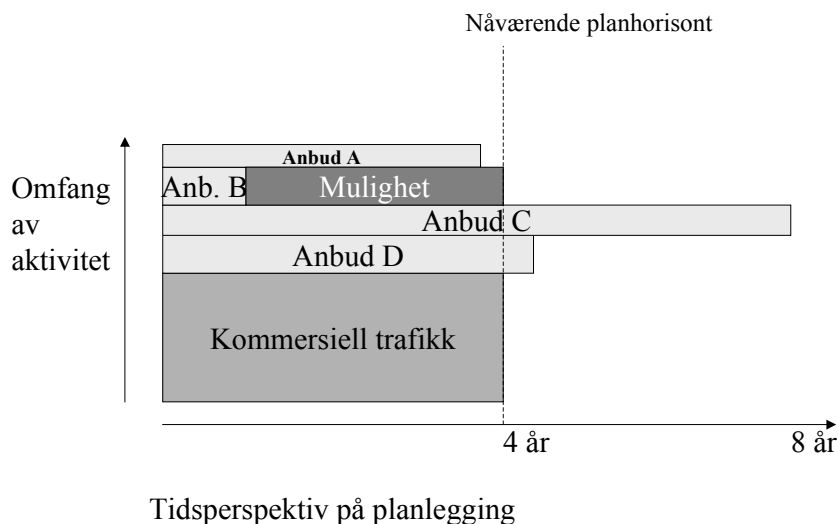 Nåværende planhorisont
Anbud A
Anb. B
Mulighet
Omfang
av
aktivitet
Anbud C
Anbud D
Kommersiell trafikk
4 år
8 år
Tidsperspektiv på planlegging